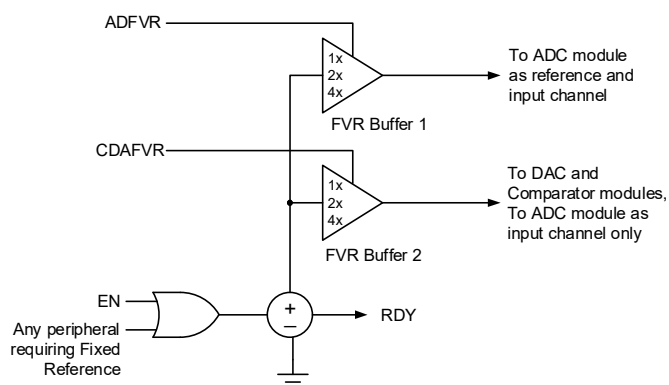 ADFVR
1x
2x
4x
To ADC module
as reference and
input channel
FVR Buffer 1
CDAFVR
1x
2x
4x
To DAC and
Comparator modules,
To ADC module as
input channel only
FVR Buffer 2
EN
Any peripheral
requiring Fixed
Reference
+
–
RDY